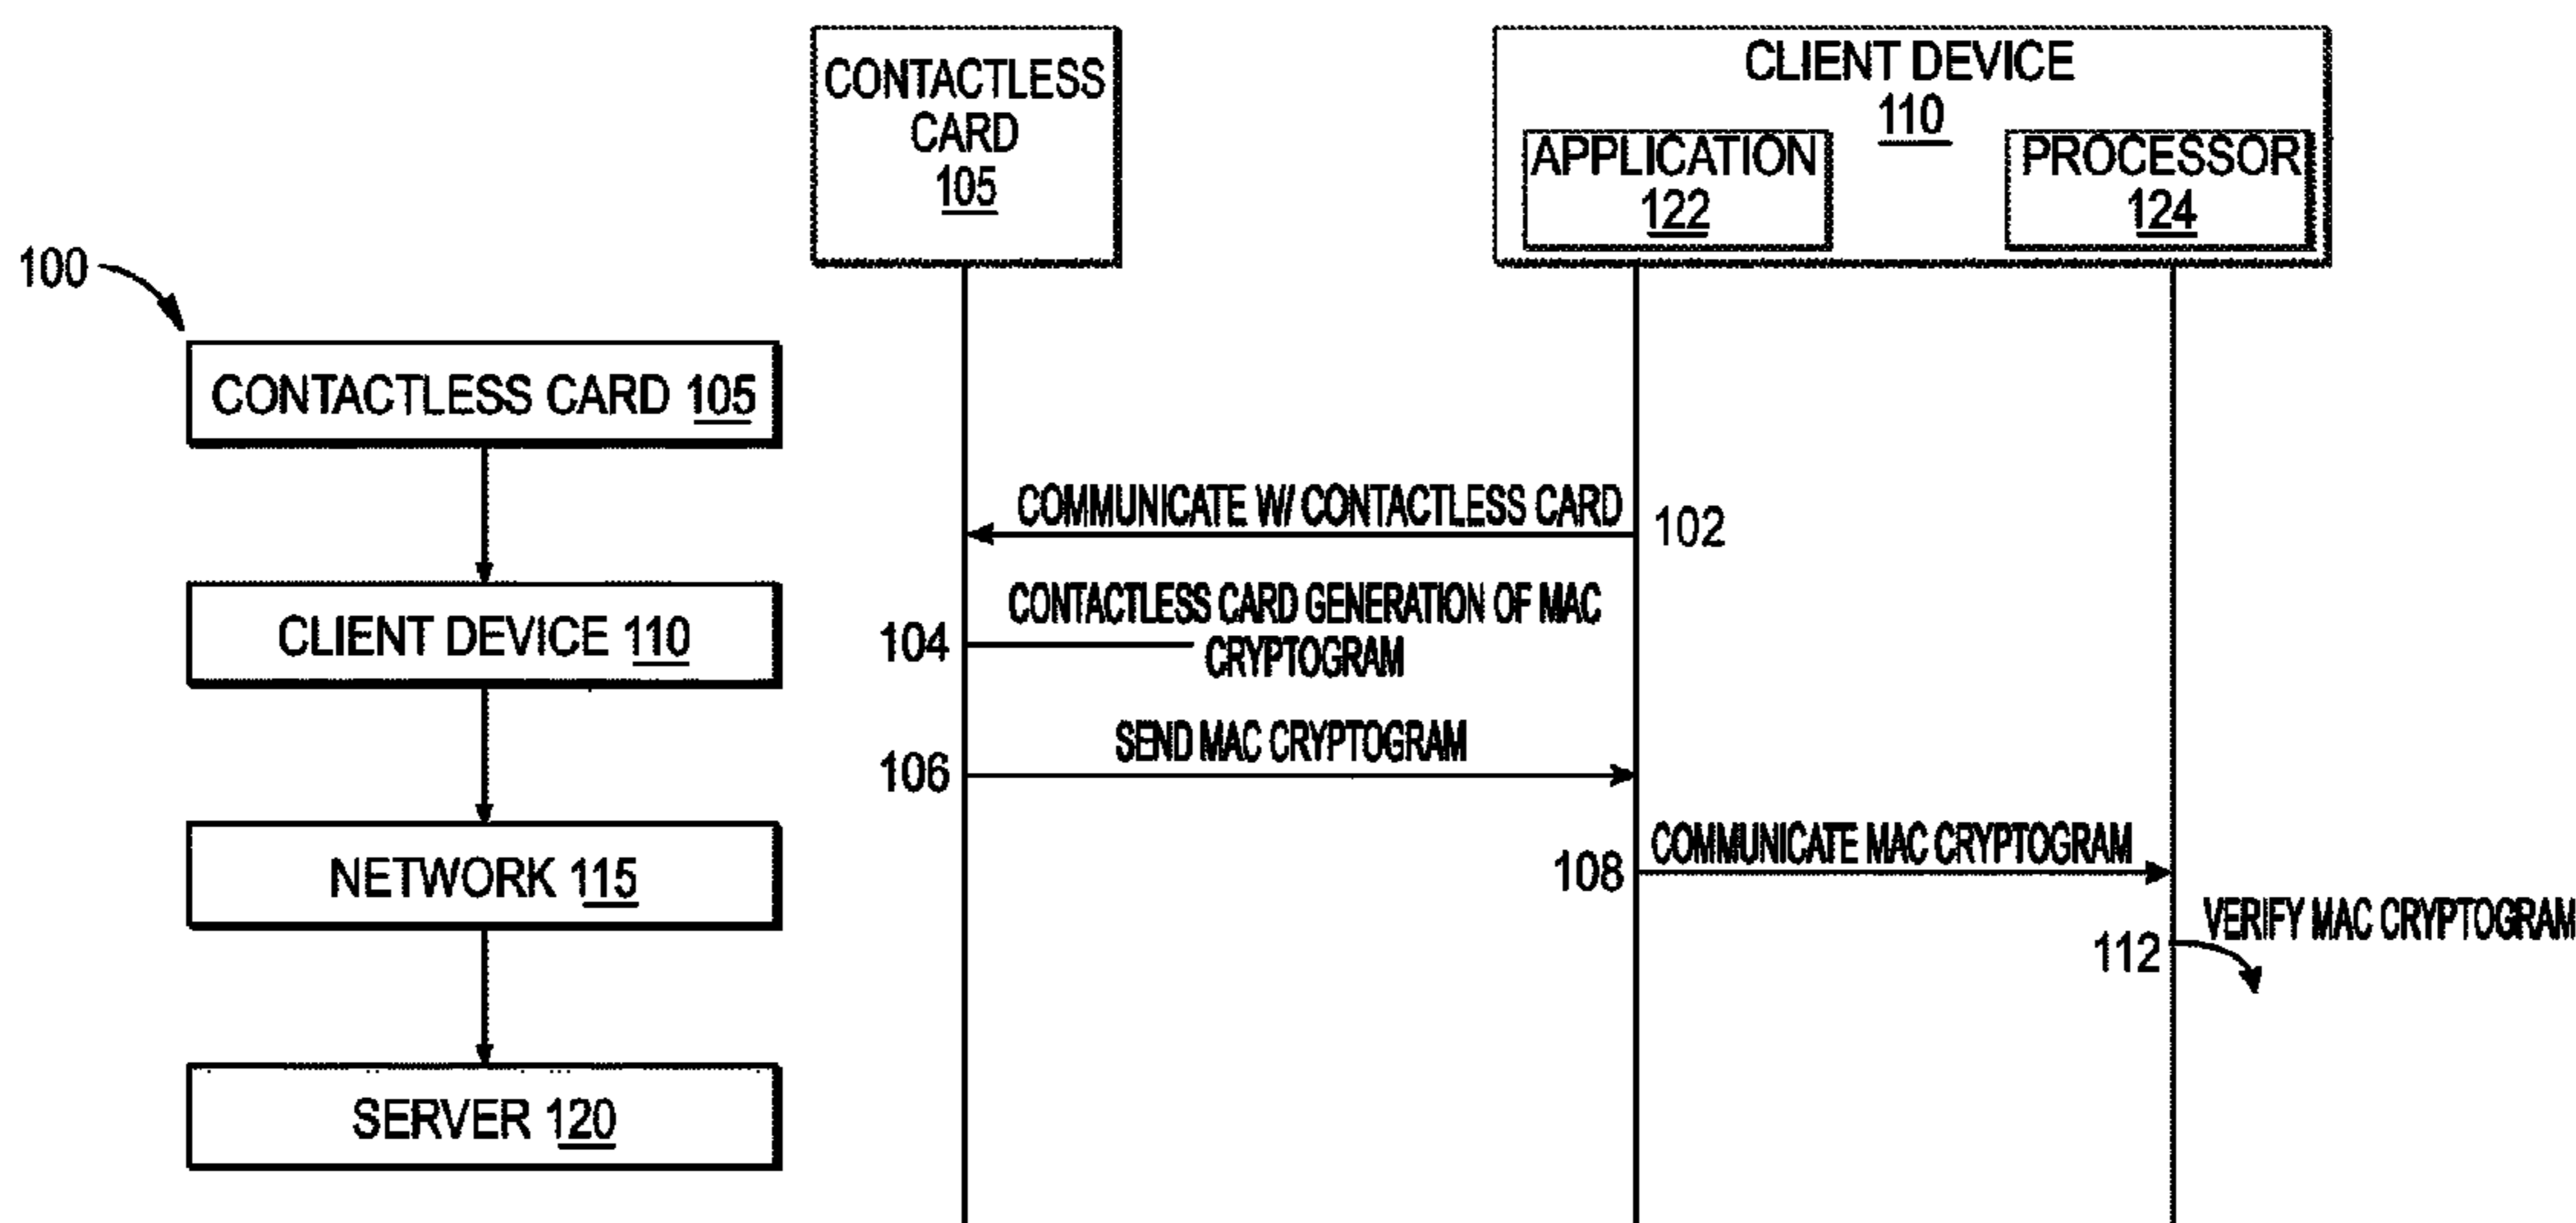 100
CONTACTLESS CARD 105
CLIENT DEVICE 110
NETWORK 115
SERVER 120
CONTACTLESS
CARD
105
CLIENT DEVICE
110
APPLICATION
122
PROCESSOR
124
COMMUNICATE W/ CONTACTLESS CARD
102
CONTACTLESS CARD GENERATION OF MAC
CRYPTOGRAM
104
SEND MAC CRYPTOGRAM
106
COMMUNICATE MAC CRYPTOGRAM
108
VERIFY MAC CRYPTOGRAM
112